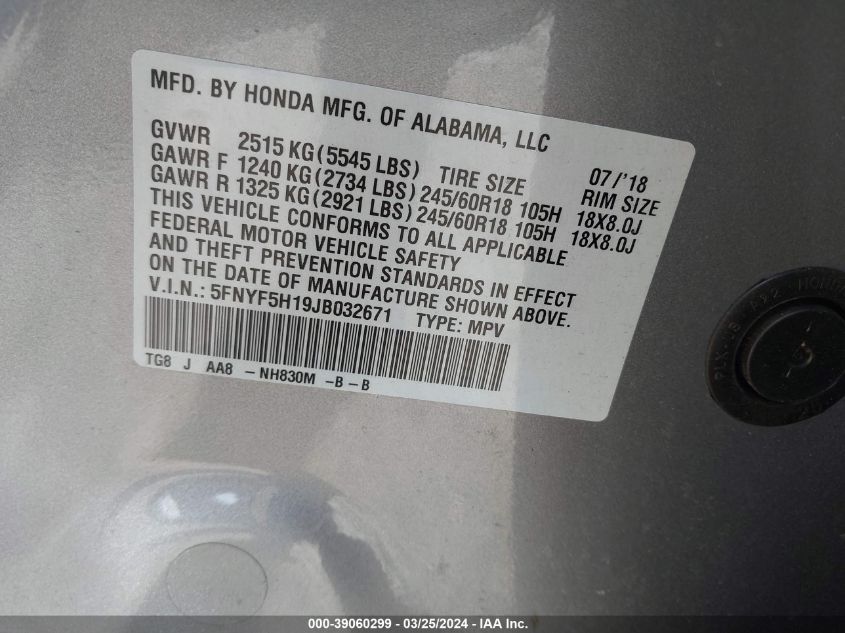 MFD. BY HONDA MFG. OF ALABAMA, LLC
07/'18
GVWR 2515 KG(5545 LBS) TIRE SIZE RIM SIZE
GAWR F 1240 KG(2734 LBS) 245/60R18 105H 18X8.0J
GAWR R 1325 KG(2921 LBS) 245/60R18 105H 18X8.0J
THIS VEHICLE CONFORMS TO ALL APPLICABLE
FEDERAL MOTOR VEHICLE SAFETY
AND THEFT PREVENTION STANDARDS IN EFFECT
ON THE DATE OF MANUFACTURE SHOWN ABOVE.
V.I.N.: 5FNYF5H19JB032671 TYPE: MPV
TG8 J AA8 - NH830M -B-B
000-39060299 - 03/25/2024 - IAA Inc.